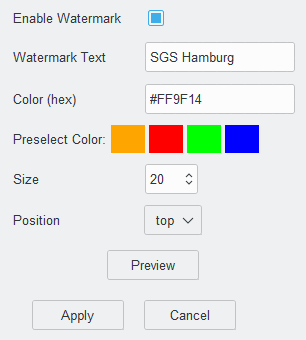 Enable Watermark
Watermark Text SGS Hamburg
Color (hex) #FF9F14
Preselect Color:
Size 20
Position top
Preview
Apply Cancel